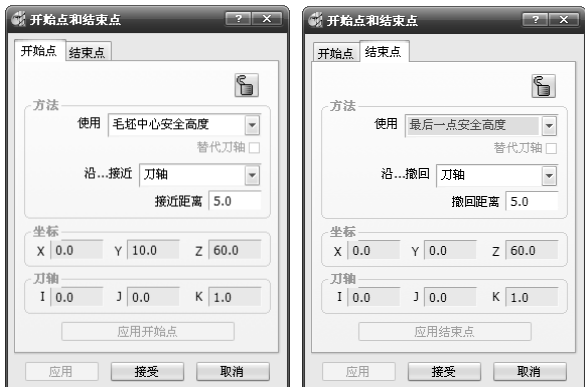 开始点和结束点
开始点 结束点
方法
使用 毛坯中心安全高度
替代刀轴
沿...接近 刀轴
接近距离 5.0
坐标
X 0.0 Y 10.0 Z 60.0
刀轴
I 0.0 J 0.0 K 1.0
应用开始点
应用 接受 取消
开始点和结束点
开始点 结束点
方法
使用 最后一点安全高度
替代刀轴
沿...撤回 刀轴
撤回距离 5.0
坐标
X 0.0 Y 0.0 Z 60.0
刀轴
I 0.0 J 0.0 K 1.0
应用结束点
应用 接受 取消